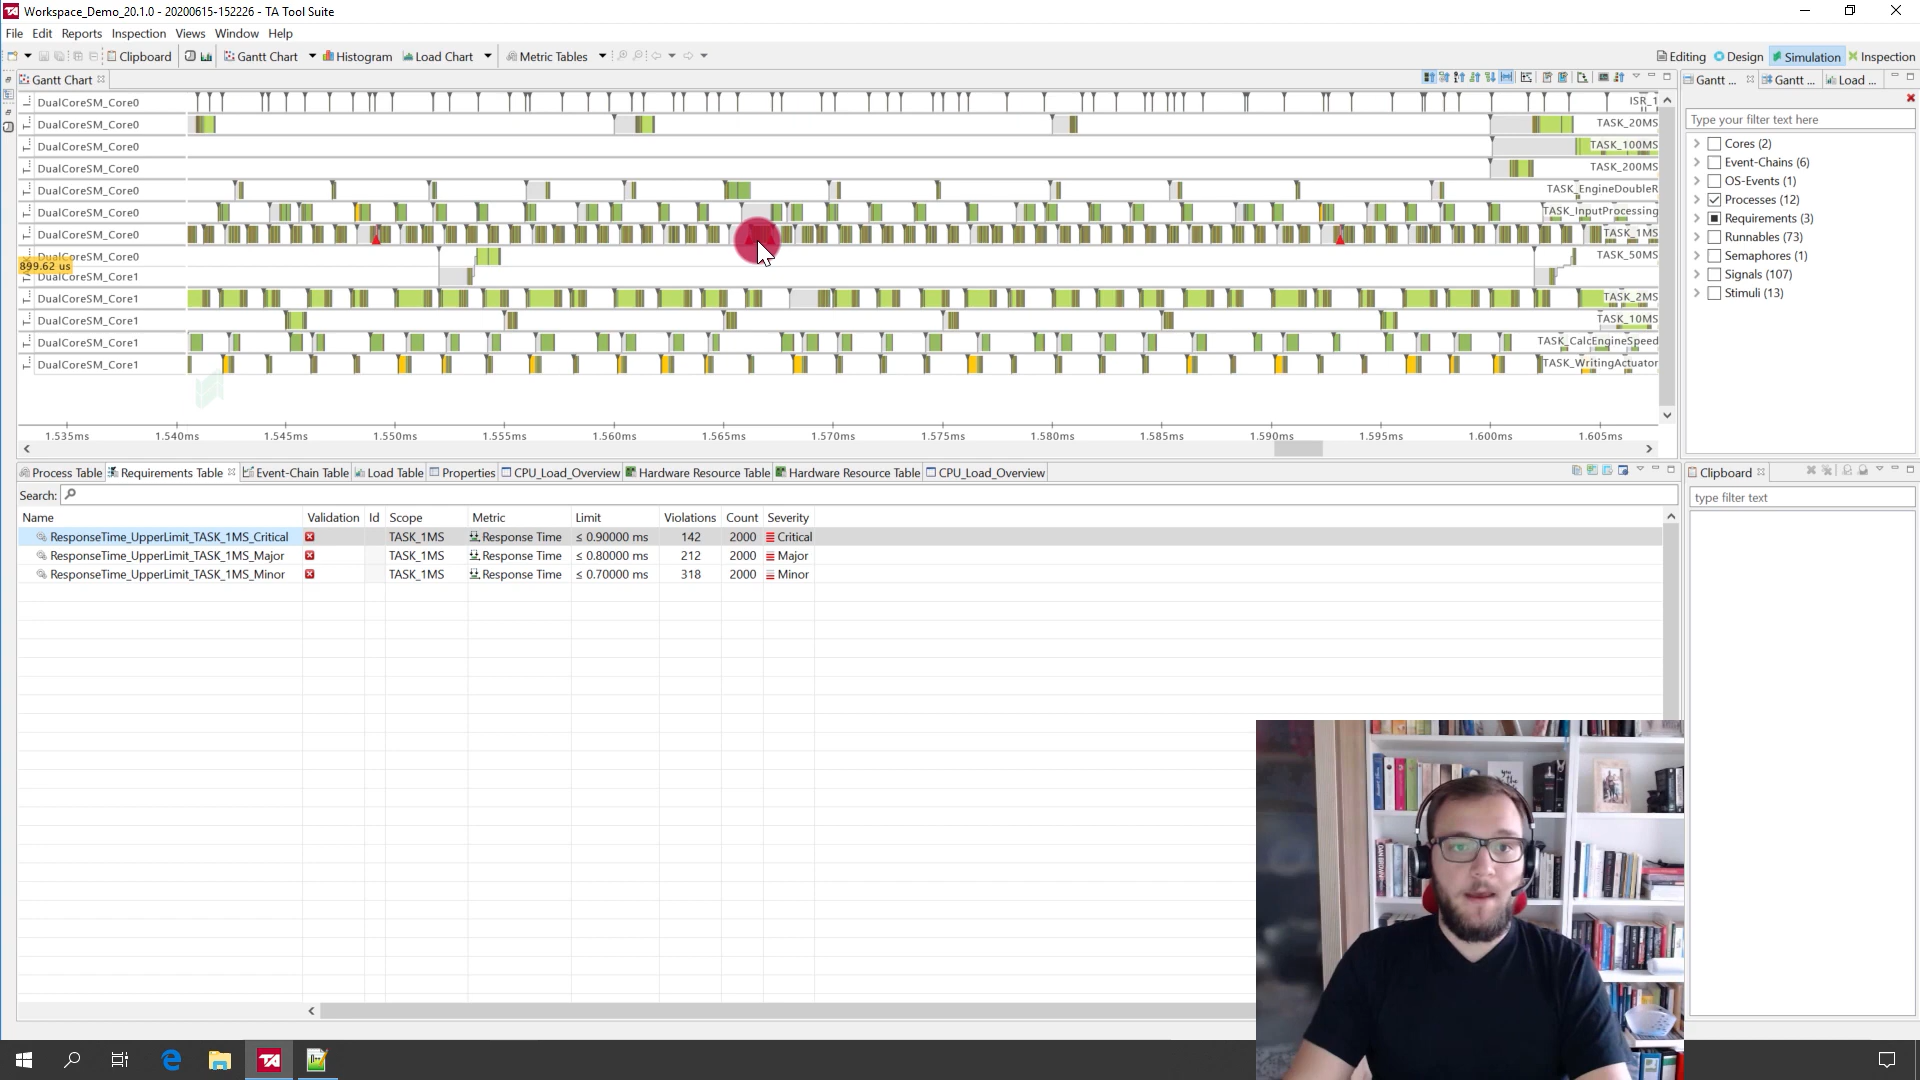 Workspace_Demo_20.1.0 - 20200615-152226 - TA Tool Suite
File Edit Reports Inspection Views Window Help
Clipboard Gantt Chart Histogram Load Chart Metric Tables Editing Design Simulation Inspection
Gantt Chart
Gantt ... Gantt ... Load ...
DualCoreSM_Core0 ISR_1
DualCoreSM_Core0 TASK_20MS
DualCoreSM_Core0 TASK_100MS
DualCoreSM_Core0 TASK_200MS
DualCoreSM_Core0 TASK_EngineDoubleR
DualCoreSM_Core0 TASK_InputProcessing
DualCoreSM_Core0 TASK_1MS
DualCoreSM_Core0 TASK_50MS
899.62 us
DualCoreSM_Core1
DualCoreSM_Core1 TASK_2MS
DualCoreSM_Core1 TASK_10MS
DualCoreSM_Core1 TASK_CalcEngineSpeed
DualCoreSM_Core1 TASK_WritingActuator
1.535ms 1.540ms 1.545ms 1.550ms 1.555ms 1.560ms 1.565ms 1.570ms 1.575ms 1.580ms 1.585ms 1.590ms 1.595ms 1.600ms 1.605ms
Type your filter text here
Cores (2)
Event-Chains (6)
OS-Events (1)
Processes (12)
Requirements (3)
Runnables (73)
Semaphores (1)
Signals (107)
Stimuli (13)
Process Table Requirements Table Event-Chain Table Load Table Properties CPU_Load_Overview Hardware Resource Table Hardware Resource Table CPU_Load_Overview
Search:
Name Validation Id Scope Metric Limit Violations Count Severity
ResponseTime_UpperLimit_TASK_1MS_Critical TASK_1MS Response Time ≤ 0.90000 ms 142 2000 Critical
ResponseTime_UpperLimit_TASK_1MS_Major TASK_1MS Response Time ≤ 0.80000 ms 212 2000 Major
ResponseTime_UpperLimit_TASK_1MS_Minor TASK_1MS Response Time ≤ 0.70000 ms 318 2000 Minor
Clipboard
type filter text
TA